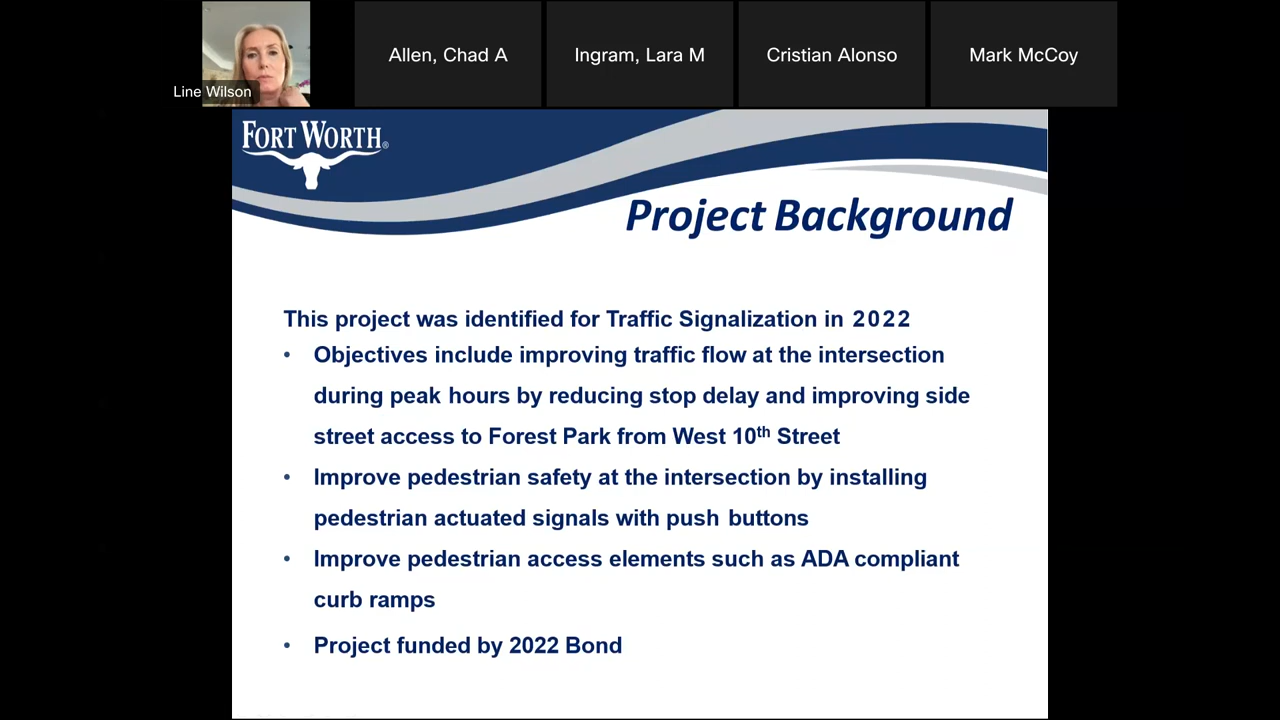 Line Wilson
Allen, Chad A
Ingram, Lara M
Cristian Alonso
Mark McCoy
FORT WORTH®
Project Background
This project was identified for Traffic Signalization in 2022
• Objectives include improving traffic flow at the intersection
during peak hours by reducing stop delay and improving side
street access to Forest Park from West 10th Street
• Improve pedestrian safety at the intersection by installing
pedestrian actuated signals with push buttons
• Improve pedestrian access elements such as ADA compliant
curb ramps
• Project funded by 2022 Bond